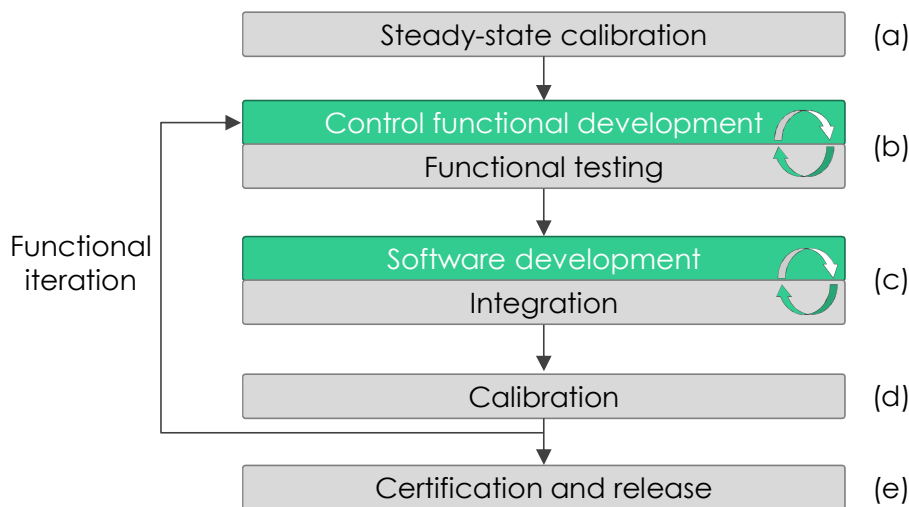 Steady-state calibration
(a)
Control functional development
Functional testing
(b)
Functional
iteration
Software development
Integration
(c)
Calibration
(d)
Certification and release
(e)